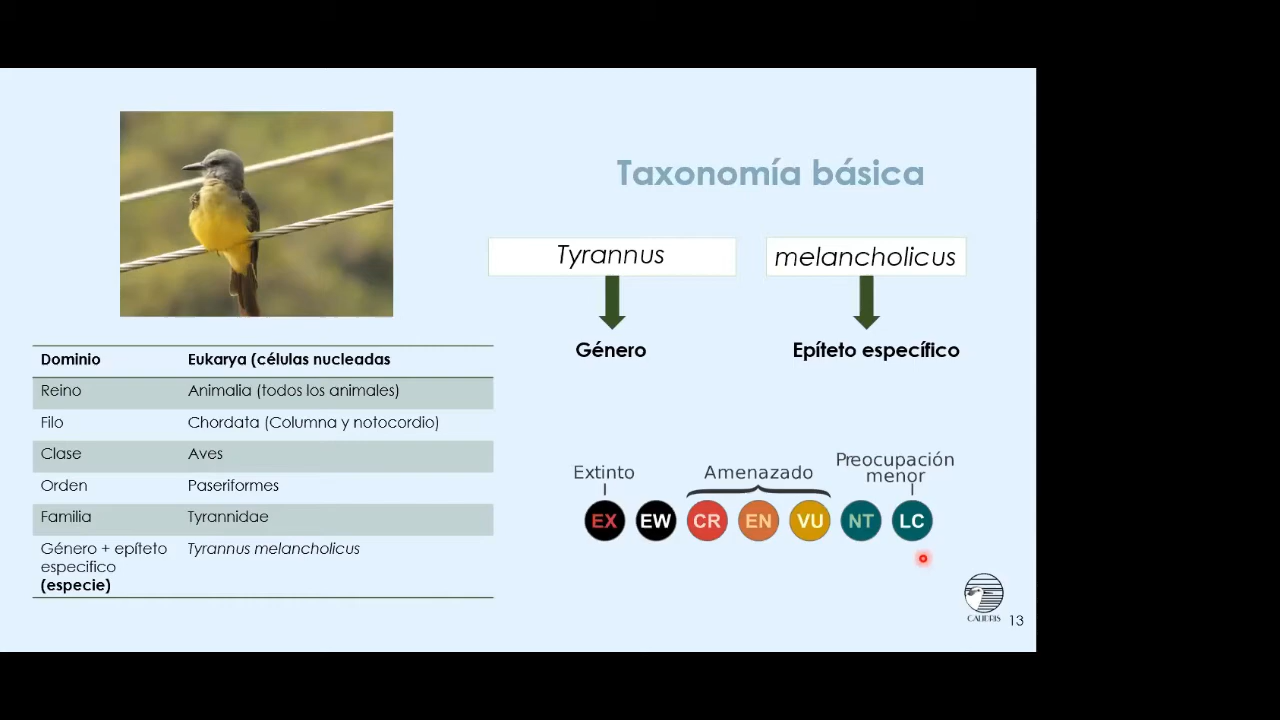 Taxonomía básica
Tyrannus
melancholicus
Género
Epíteto específico
Dominio Eukarya (células nucleadas
Reino Animalia (todos los animales)
Filo Chordata (Columna y notocordio)
Clase Aves
Orden Paseriformes
Familia Tyrannidae
Género + epíteto Tyrannus melancholicus
especifico
(especie)
Extinto
Amenazado
Preocupación
menor
EX EW CR EN VU NT LC
CALIDRIS
13